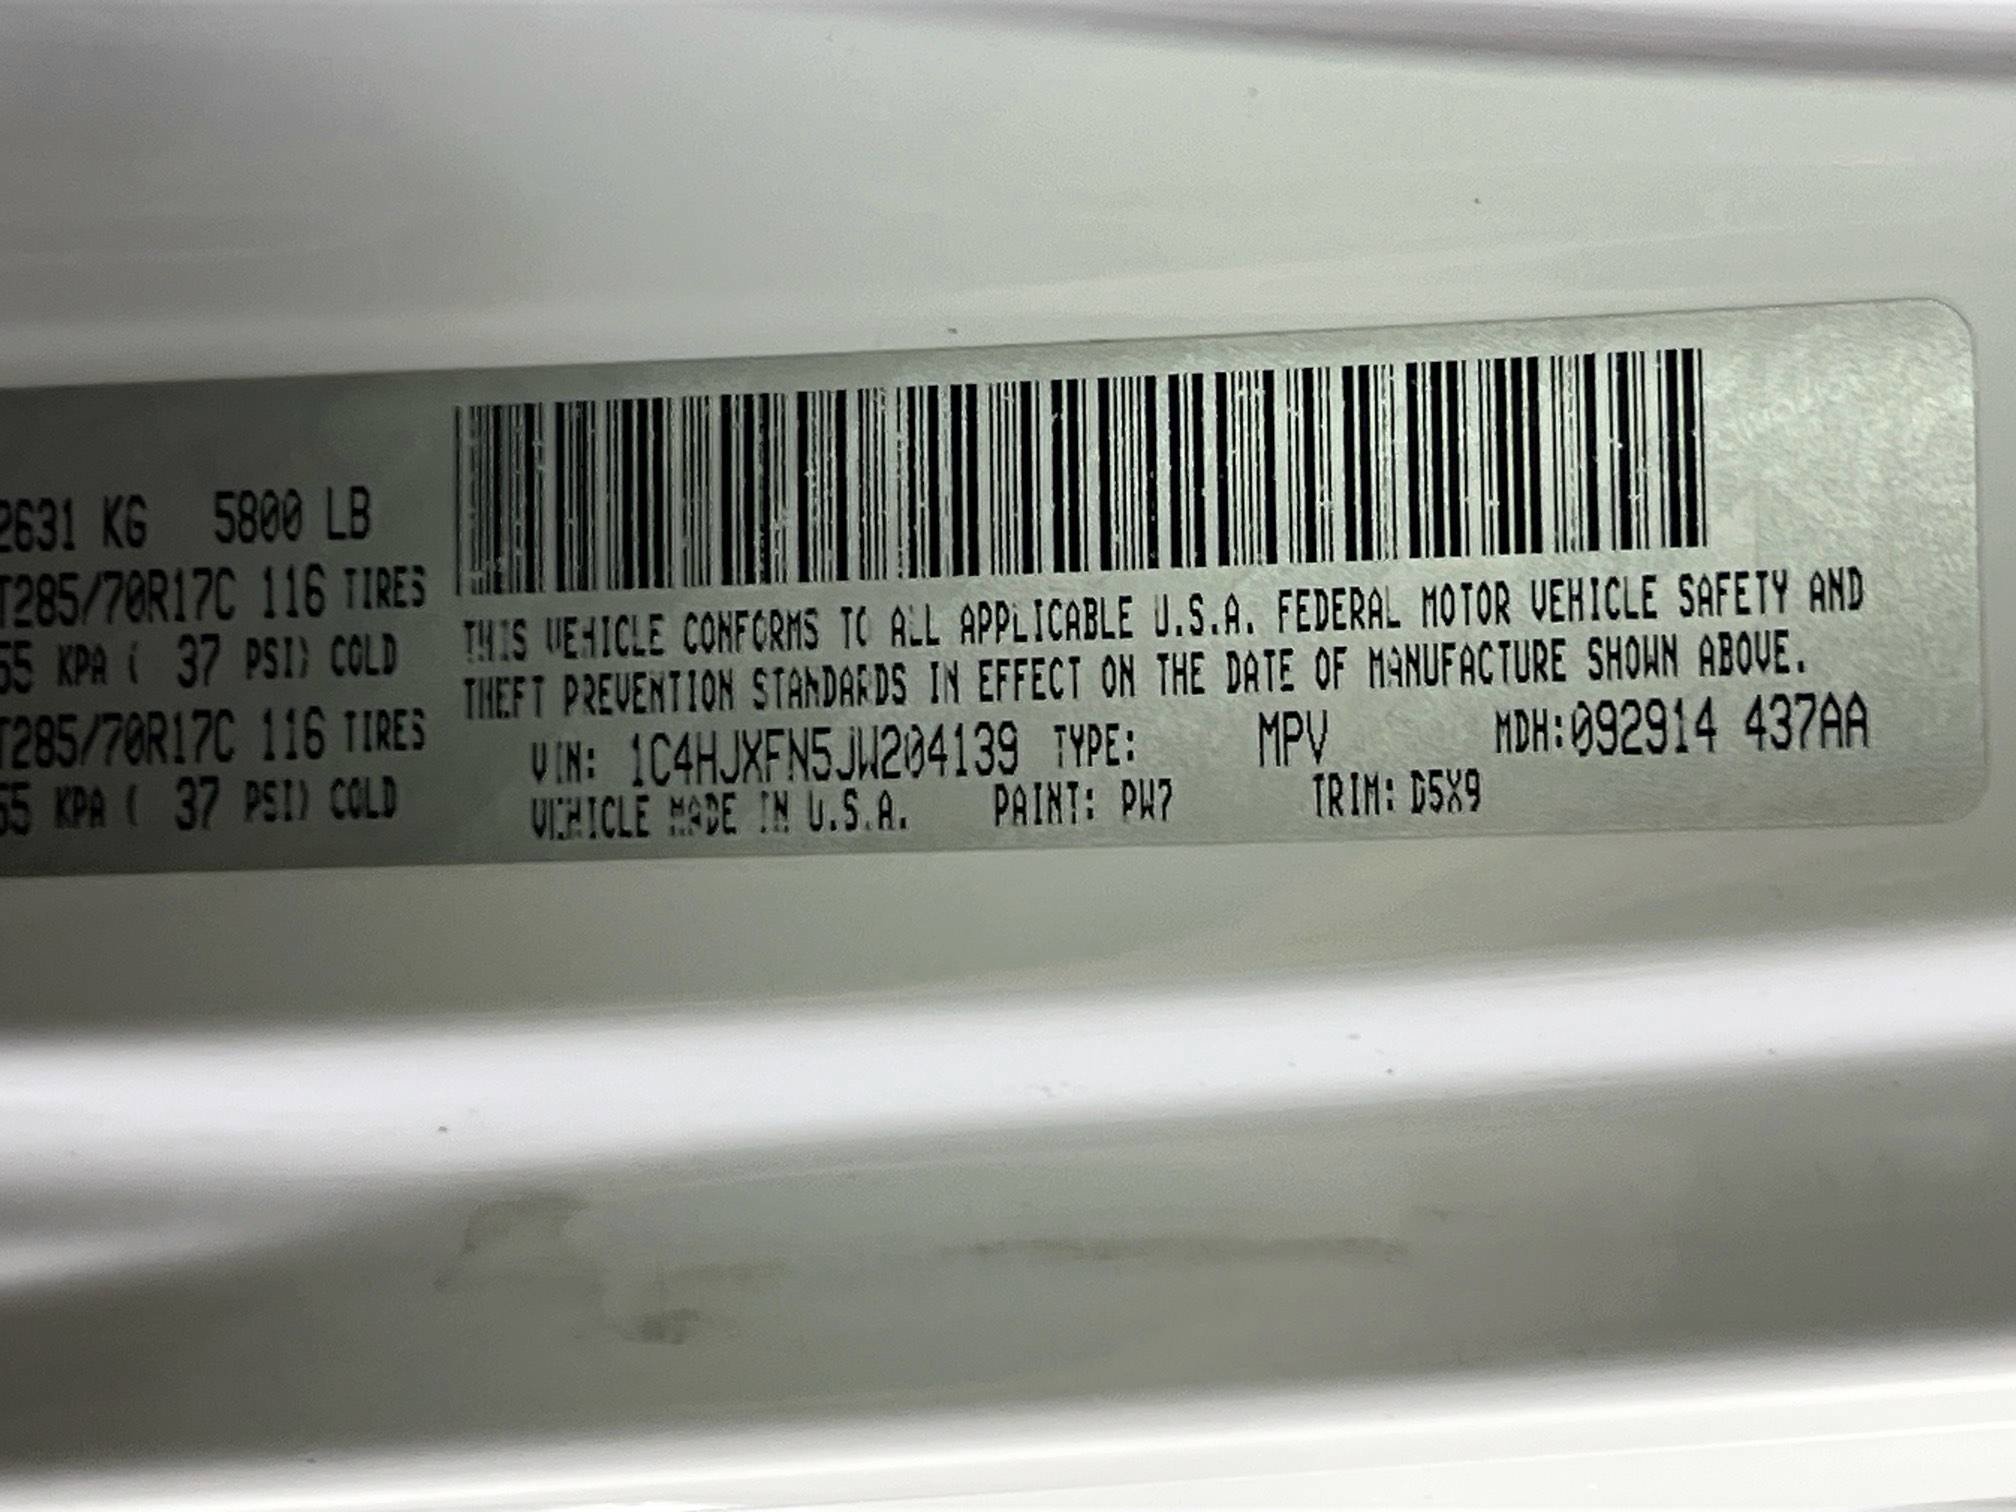 2631 KG 5800 LB
T285/70R17C 116 TIRES
55 KPA ( 37 PSI) COLD
T285/70R17C 116 TIRES
55 KPA ( 37 PSI) COLD
THIS VEHICLE CONFORMS TO ALL APPLICABLE U.S.A. FEDERAL MOTOR VEHICLE SAFETY AND
THEFT PREVENTION STANDARDS IN EFFECT ON THE DATE OF MANUFACTURE SHOWN ABOVE.
VIN: 1C4HJXFN5JW204139 TYPE: MPV MDH:092914 437AA
VEHICLE MADE IN U.S.A. PAINT: PW7 TRIM: D5X9